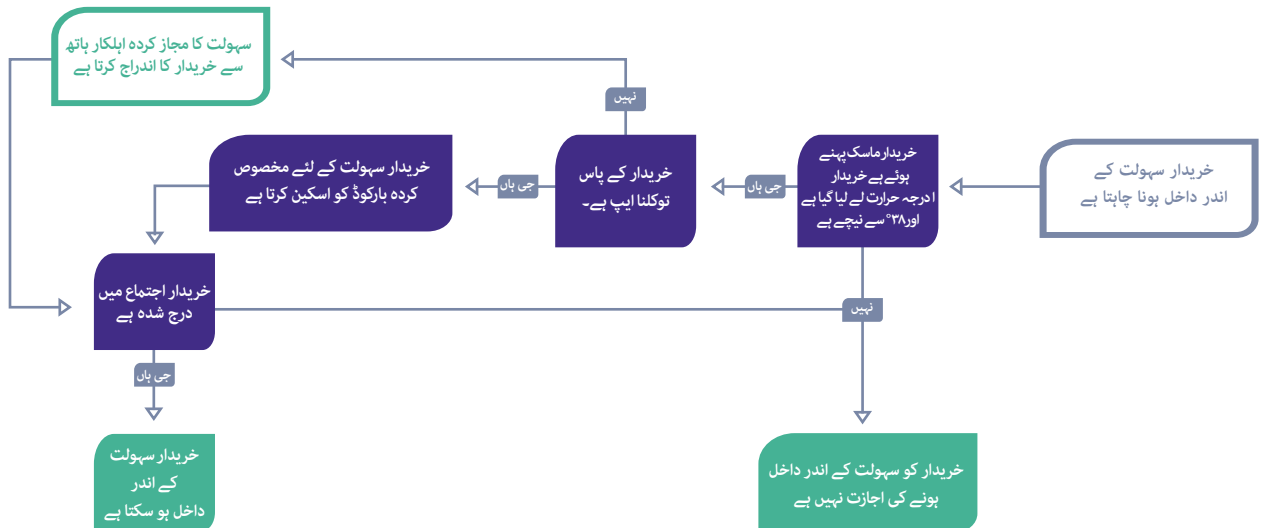 سہولت کا مجاز کردہ اہلکار ہاتھ
سے خریدار کا اندراج کرتا ہے
نہیں
خریدار سہولت کے
اندر داخل ہونا چاہتا ہے
خریدار ماسک پہنے
ہوئے ہے خریدار
ا درجہ حرارت لے لیا گیا ہے
اور ۳۸° سے نیچے ہے
جی ہاں
خریدار کے پاس
توکلنا ایپ ہے۔
جی ہاں
خریدار سہولت کے لئے مخصوص
کردہ بارکوڈ کو اسکین کرتا ہے
خریدار اجتماع میں
درج شدہ ہے
نہیں
جی ہاں
خریدار کو سہولت کے اندر داخل
ہونے کی اجازت نہیں ہے
خریدار سہولت
کے اندر
داخل ہو سکتا ہے